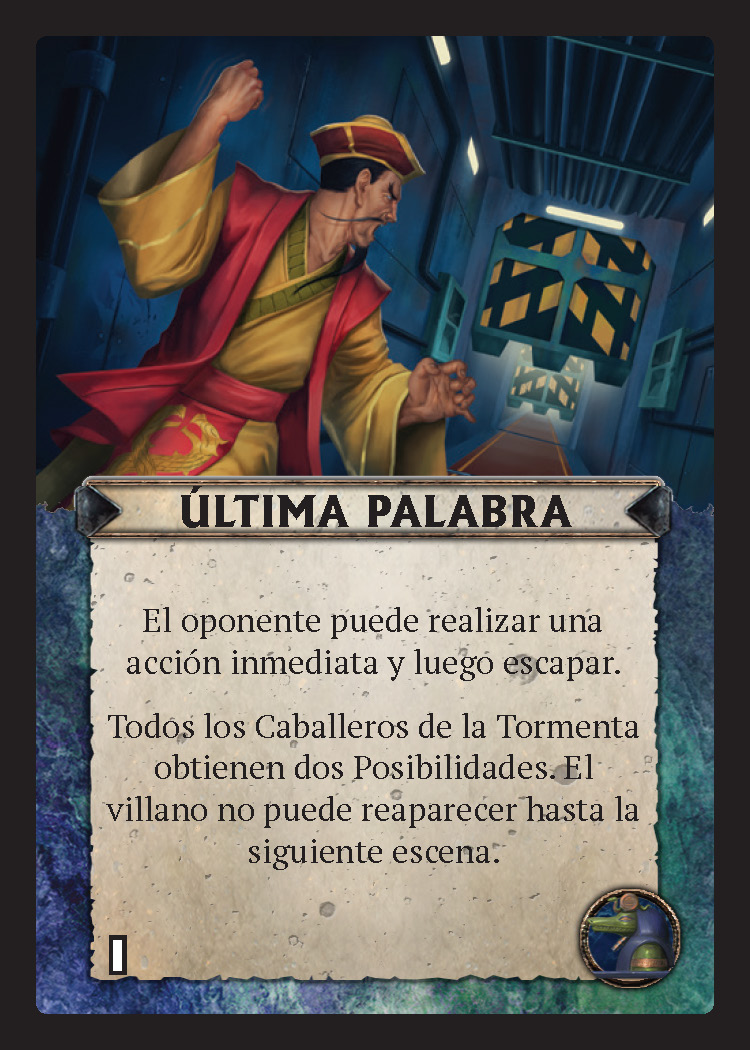 ÚLTIMA PALABRA
El oponente puede realizar una
acción inmediata y luego escapar.
Todos los Caballeros de la Tormenta
obtienen dos Posibilidades. El
villano no puede reaparecer hasta la
siguiente escena.